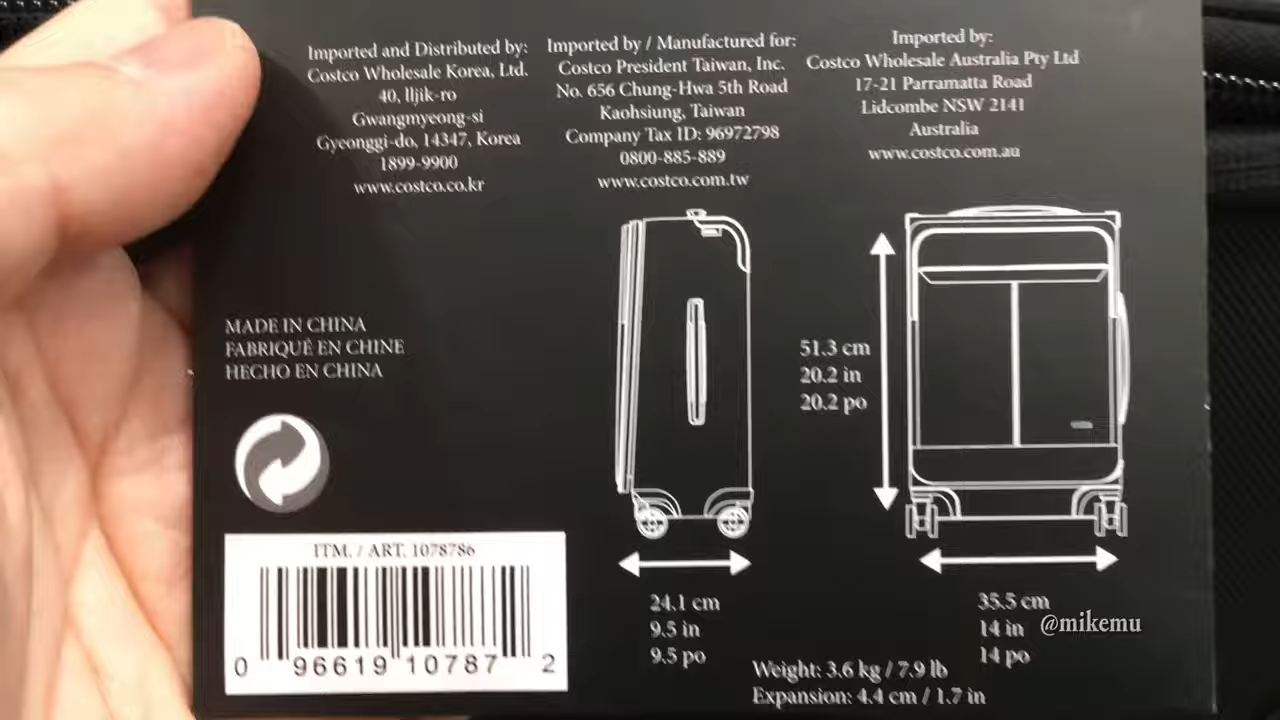 Imported and Distributed by:
Costco Wholesale Korea, Ltd.
40, Iljik-ro
Gwangmyeong-si
Gyeonggi-do, 14347, Korea
1899-9900
www.costco.co.kr
Imported by / Manufactured for:
Costco President Taiwan, Inc.
No. 656 Chung-Hwa 5th Road
Kaohsiung, Taiwan
Company Tax ID: 96972798
0800-885-889
www.costco.com.tw
Imported by:
Costco Wholesale Australia Pty Ltd
17-21 Parramatta Road
Lidcombe NSW 2141
Australia
www.costco.com.au
MADE IN CHINA
FABRIQUÉ EN CHINE
HECHO EN CHINA
51.3 cm
20.2 in
20.2 po
ITM. / ART. 1078786
0 96619 10787 2
24.1 cm
9.5 in
9.5 po
35.5 cm
14 in
14 po
@mikemu
Weight: 3.6 kg / 7.9 lb
Expansion: 4.4 cm / 1.7 in